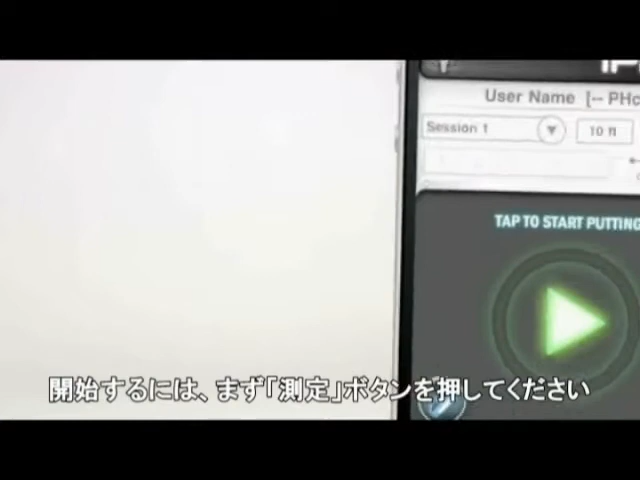 User Name [-- PHc
Session 1
10 ft
TAP TO START PUTTING
開始するには、まず「測定」ボタンを押してください